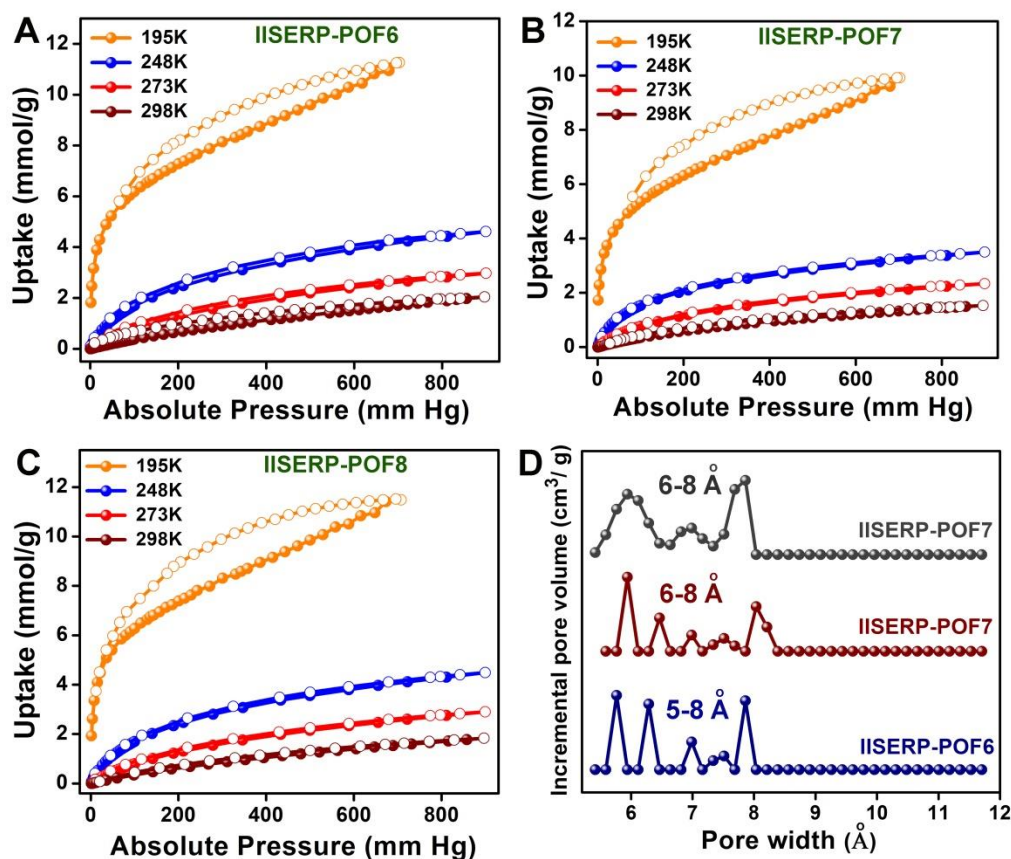 A
IISERP-POF6
195K
248K
273K
298K
Uptake (mmol/g)
12
10
8
6
4
2
0
0 200 400 600 800
Absolute Pressure (mm Hg)
B
IISERP-POF7
195K
248K
273K
298K
Uptake (mmol/g)
12
10
8
6
4
2
0
0 200 400 600 800
Absolute Pressure (mm Hg)
C
IISERP-POF8
195K
248K
273K
298K
Uptake (mmol/g)
12
10
8
6
4
2
0
0 200 400 600 800
Absolute Pressure (mm Hg)
D
Incremental pore volume (cm³/ g)
6-8 Å
IISERP-POF7
6-8 Å
IISERP-POF7
5-8 Å
IISERP-POF6
6 7 8 9 10 11 12
Pore width (Å)